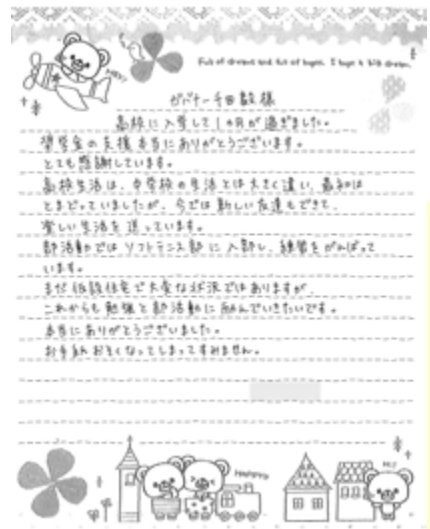 Full of dreams and full of hopes. I hope a big dream.
ガバナー千田毅様
高校に入学して1ヵ月が過ぎました。
奨学金の支援本当にありがとうございます。
とても感謝しています。
高校生活は、中学校の生活とは大きく違い、最初は
とまどっていましたが、今では新しい友達もできて、
楽しい生活を送っています。
部活動ではソフトテニス部に入部し、練習をがんばって
います。
まだ仮設住宅で大変な状況ではありますが、
これからも勉強と部活動に励んでいきたいです。
本当にありがとうございました。
お手紙おそくなってしまってすみません。
HAPPY?
Hi!